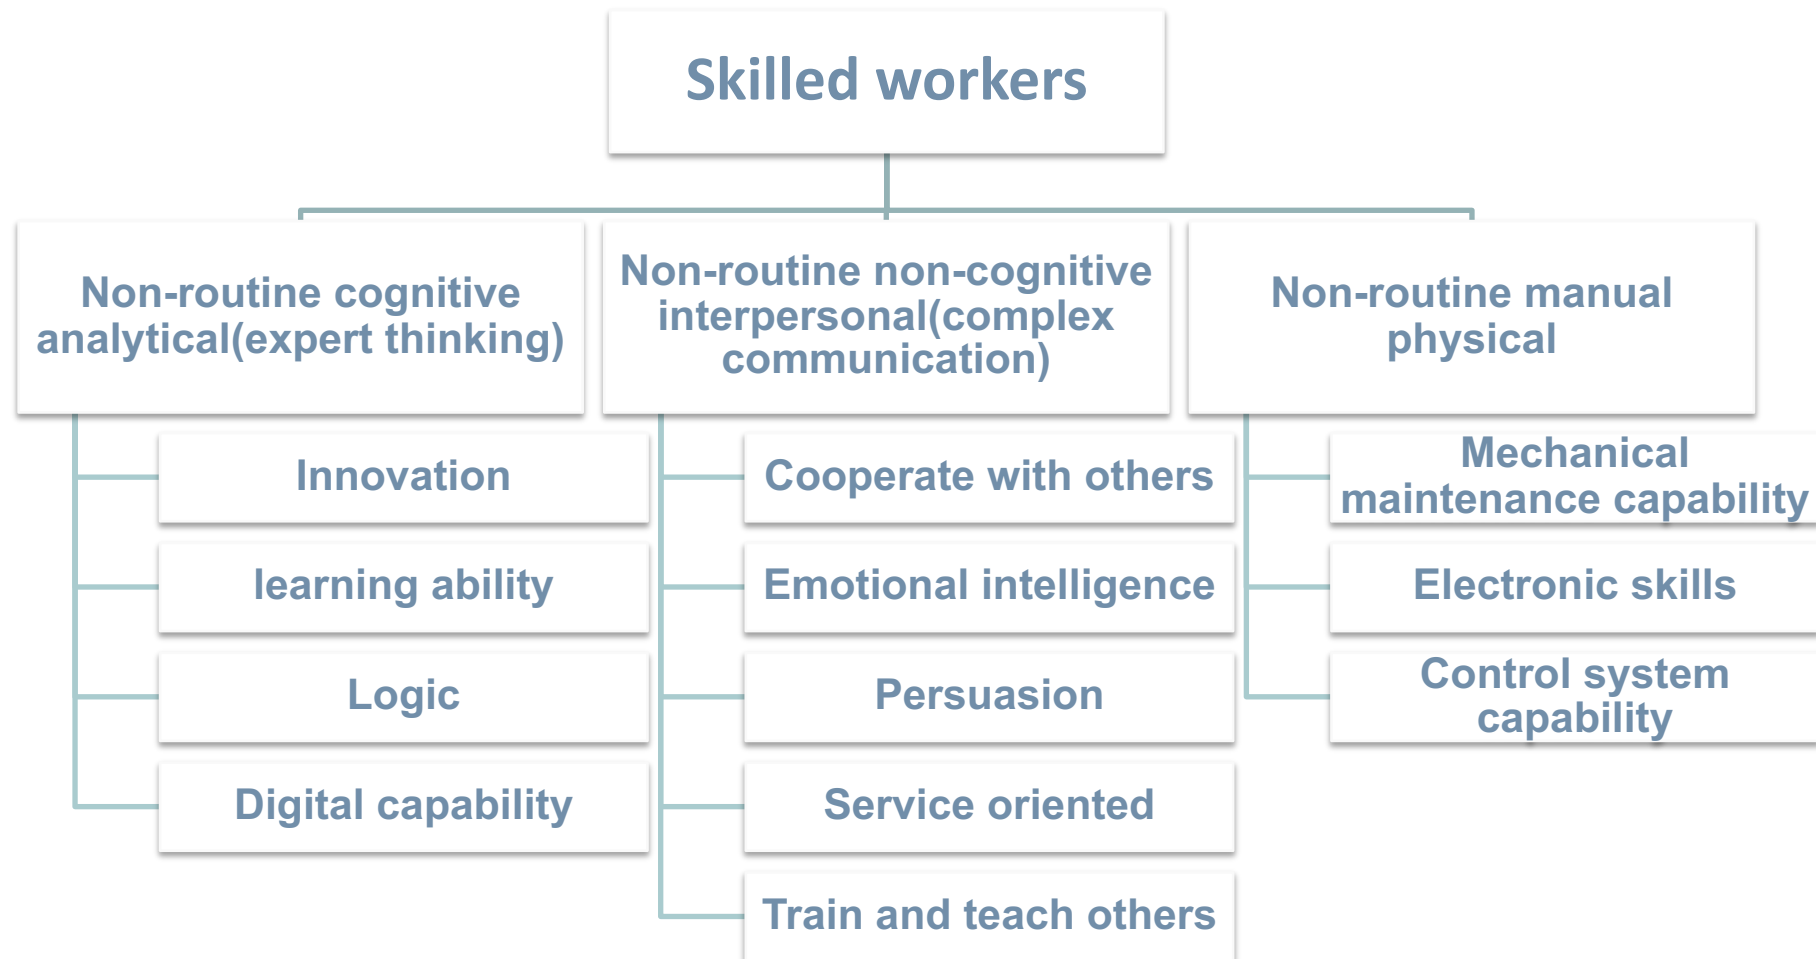 Skilled workers
Non-routine cognitive
analytical(expert thinking)
Innovation
learning ability
Logic
Digital capability
Non-routine non-cognitive
interpersonal(complex
communication)
Cooperate with others
Emotional intelligence
Persuasion
Service oriented
Train and teach others
Non-routine manual
physical
Mechanical
maintenance capability
Electronic skills
Control system
capability